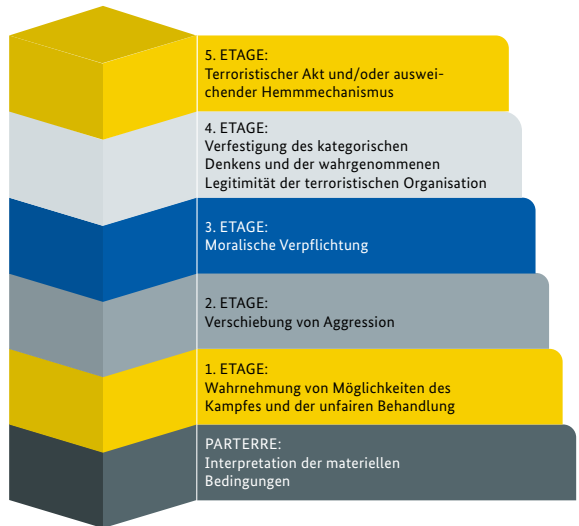 5. ETAGE:
Terroristischer Akt und/oder auswei-
chender Hemmmechanismus
4. ETAGE:
Verfestigung des kategorischen
Denkens und der wahrgenommenen
Legitimität der terroristischen Organisation
3. ETAGE:
Moralische Verpflichtung
2. ETAGE:
Verschiebung von Aggression
1. ETAGE:
Wahrnehmung von Möglichkeiten des
Kampfes und der unfairen Behandlung
PARTERRE:
Interpretation der materiellen
Bedingungen